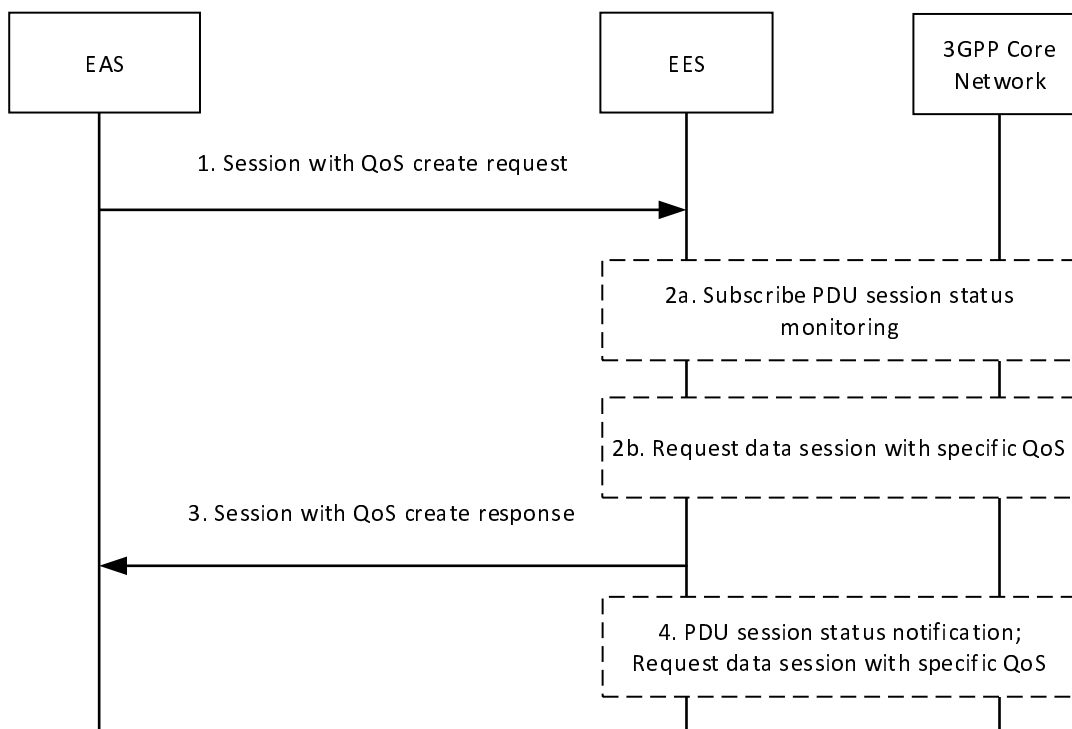 EAS
EES
3GPP Core
Network
1. Session with QoS create request
2a. Subscribe PDU session status
monitoring
2b. Request data session with specific QoS
3. Session with QoS create response
4. PDU session status notification;
Request data session with specific QoS